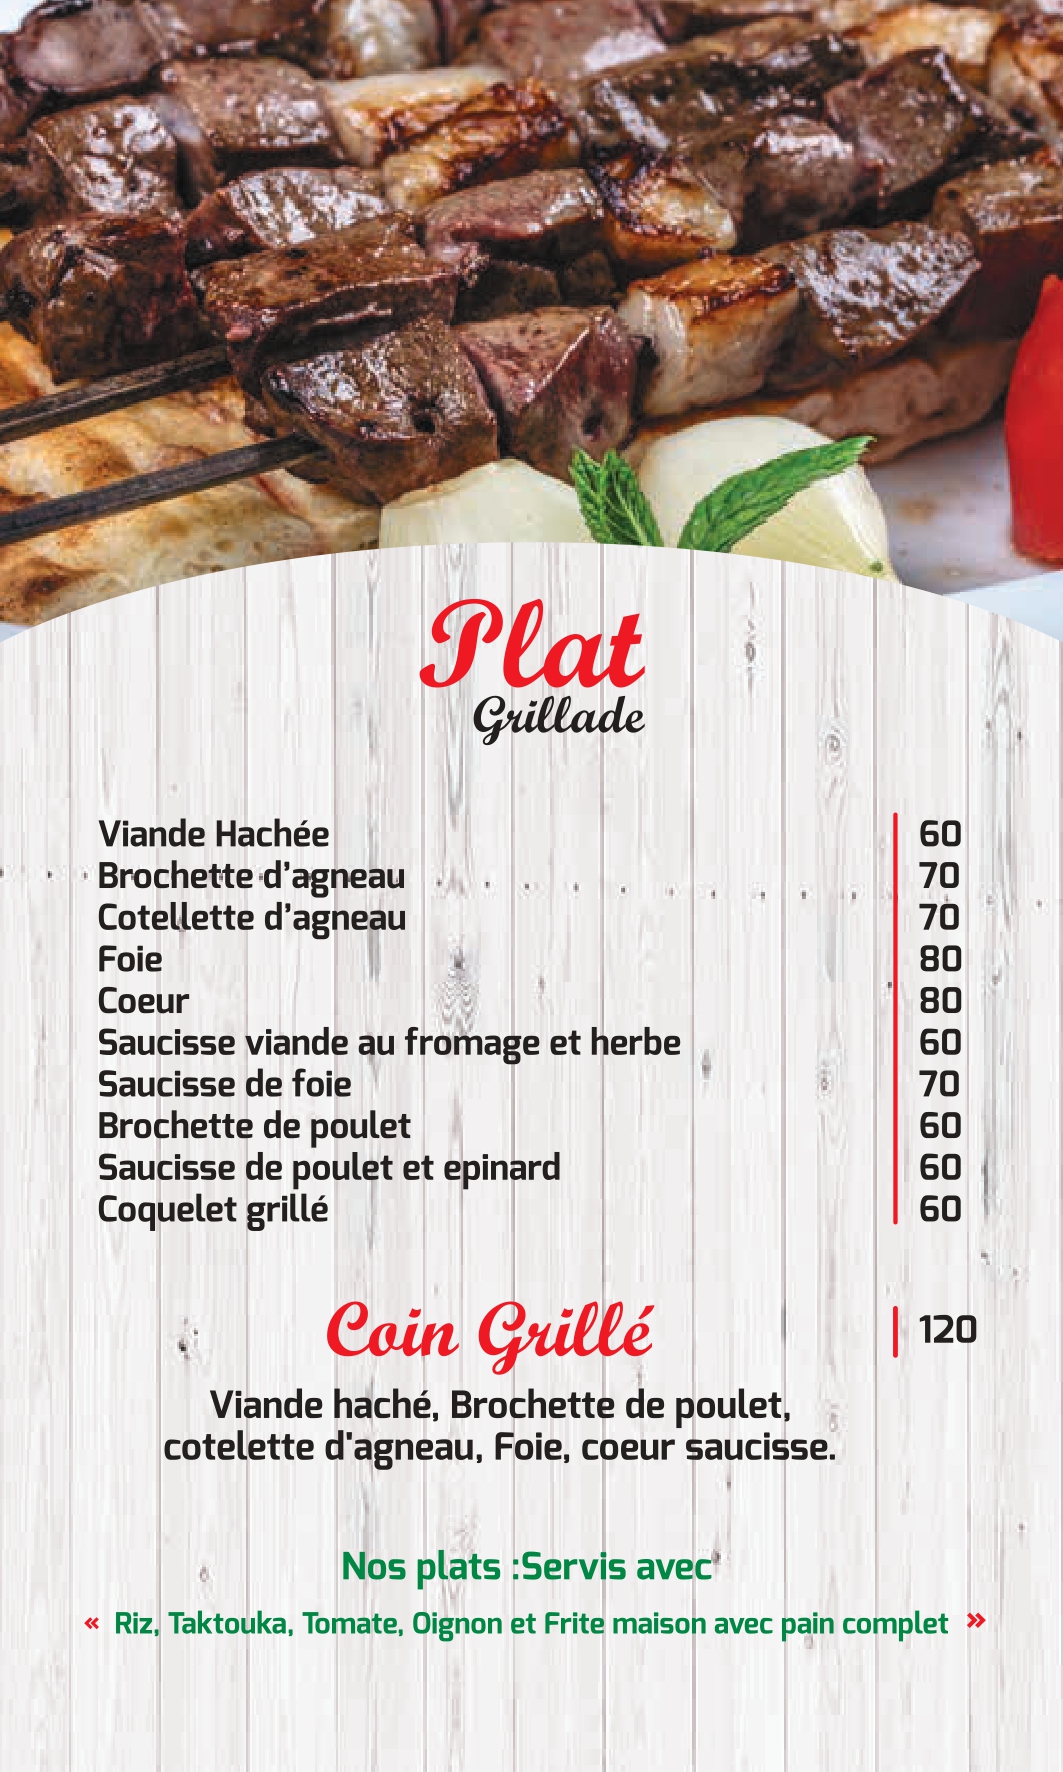 Plat
Grillade
Viande Hachée 60
Brochette d’agneau 70
Cotellette d’agneau 70
Foie 80
Coeur 80
Saucisse viande au fromage et herbe 60
Saucisse de foie 70
Brochette de poulet 60
Saucisse de poulet et epinard 60
Coquelet grillé 60
Coin Grillé 120
Viande haché, Brochette de poulet,
cotelette d'agneau, Foie, coeur saucisse.
Nos plats :Servis avec
« Riz, Taktouka, Tomate, Oignon et Frite maison avec pain complet »